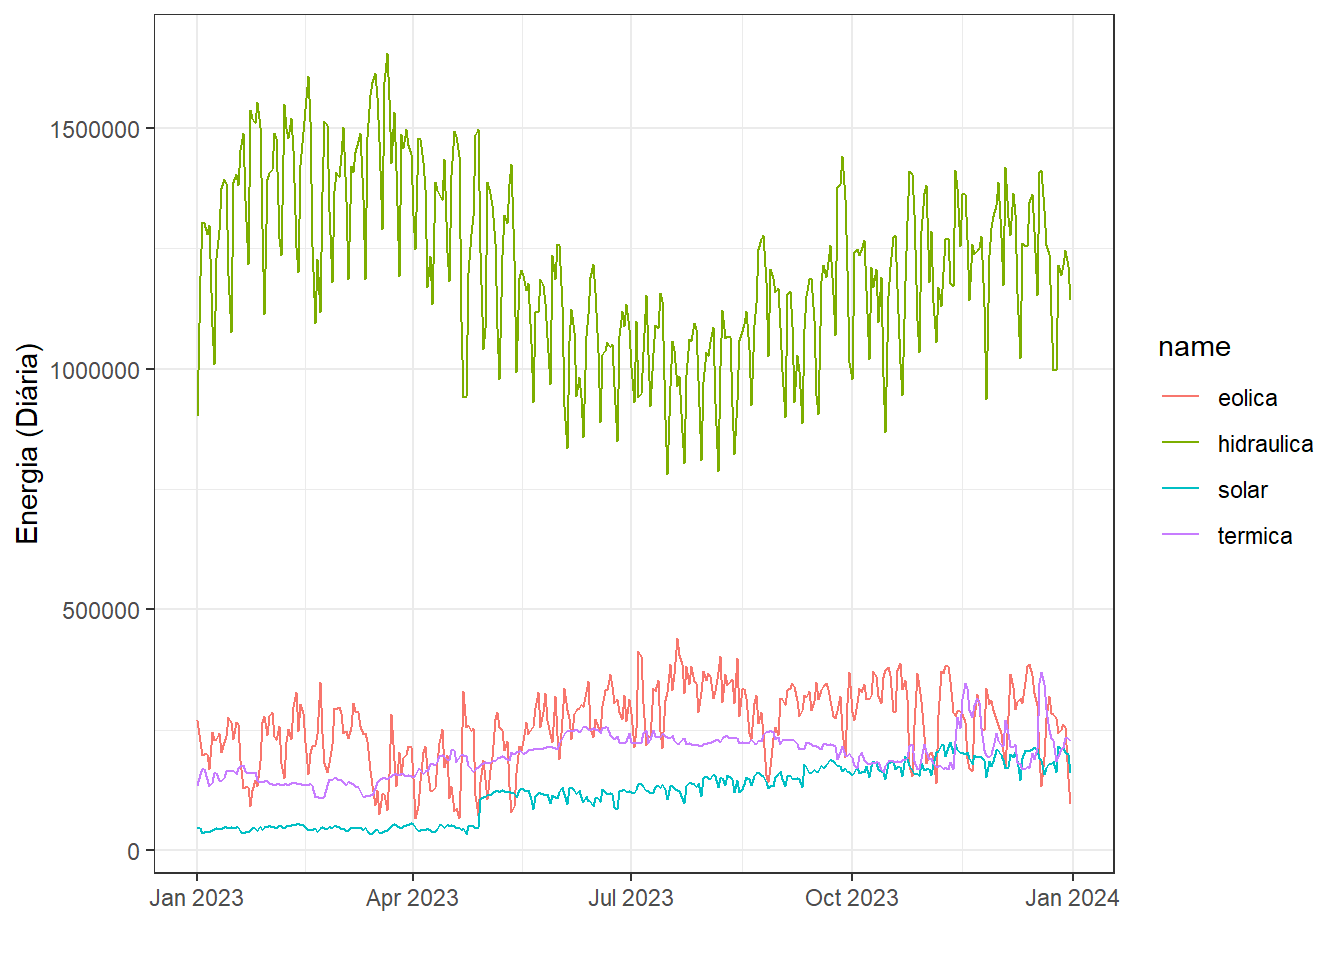 Energia (Diária)
1500000
1000000
500000
0
Jan 2023
Apr 2023
Jul 2023
Oct 2023
Jan 2024
name
eolica
hidraulica
solar
termica